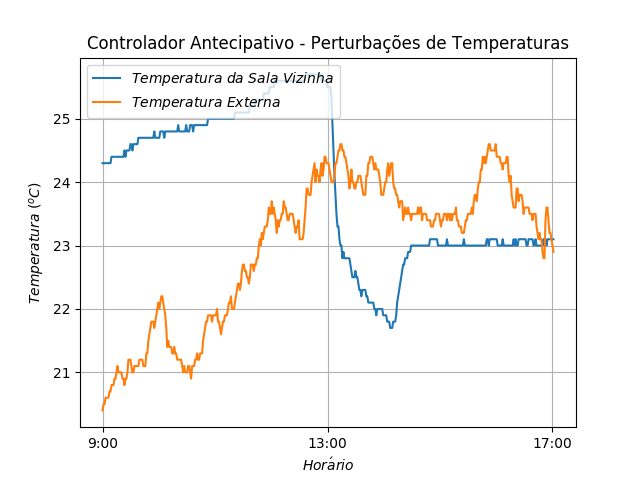 Controlador Antecipativo - Perturbações de Temperaturas
Temperatura da Sala Vizinha
Temperatura Externa
25
24
23
22
21
Temperatura (ºC)
9:00
13:00
17:00
Horário